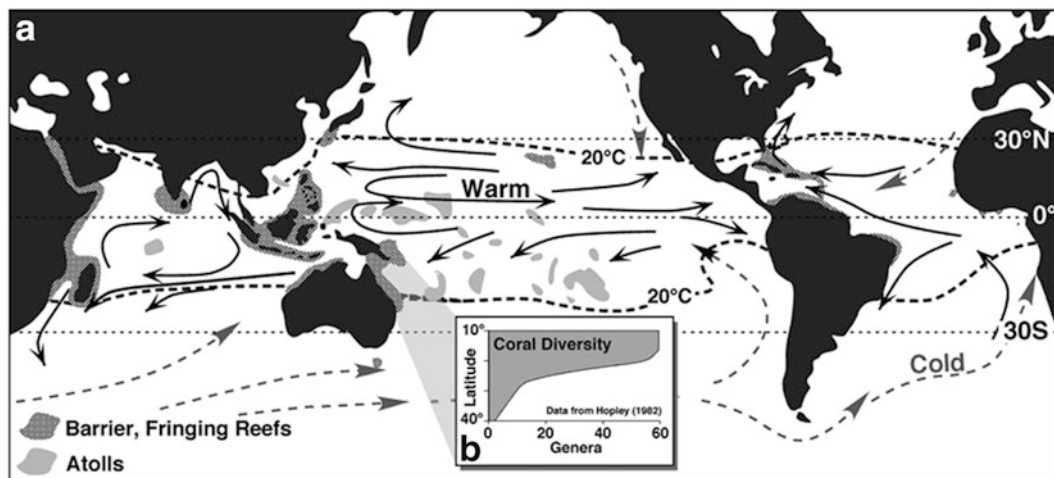 a
30°N
20°C
Warm
0°
20°C
30S
10°
Coral Diversity
Latitude
Cold
Data from Hopley (1982)
40°
0 20 40 60
b
Genera
Barrier, Fringing Reefs
Atolls